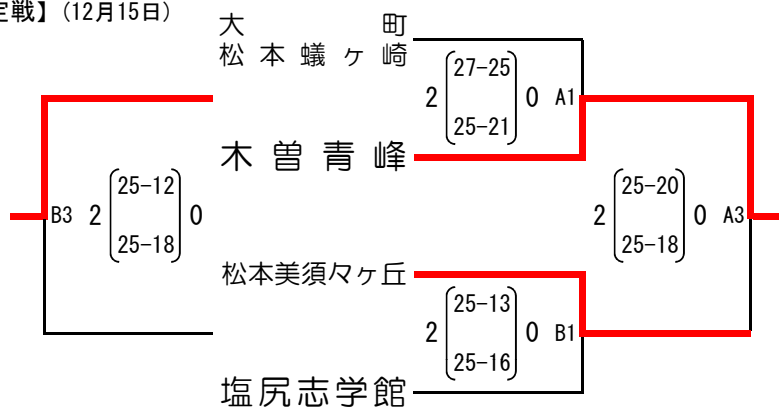 定戦】(12月15日)
大町
松本蟻ヶ崎
27-25
2 0 A1
25-21
木曽青峰
25-12
B3 2 0
25-18
25-20
2 0 A3
25-18
松本美須々ヶ丘
25-13
2 0 B1
25-16
塩尻志学館